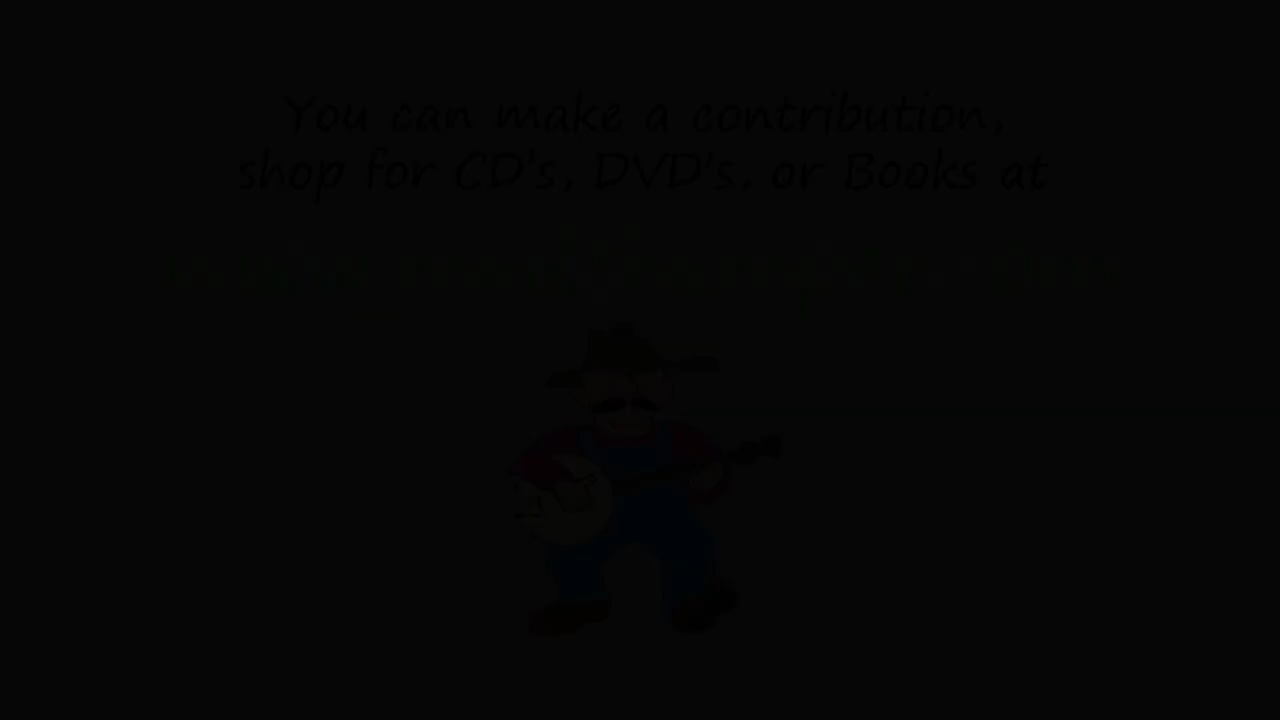 You can make a contribution,
shop for CD's, DVD's. or Books at